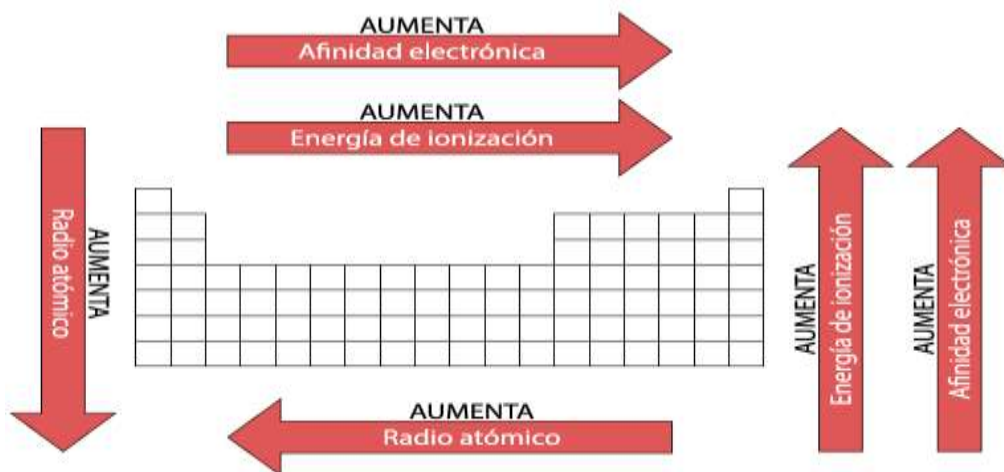 AUMENTA
Afinidad electrónica
AUMENTA
Energía de ionización
AUMENTA
Radio atómico
AUMENTA
Energía de ionización
AUMENTA
Afinidad electrónica
AUMENTA
Radio atómico